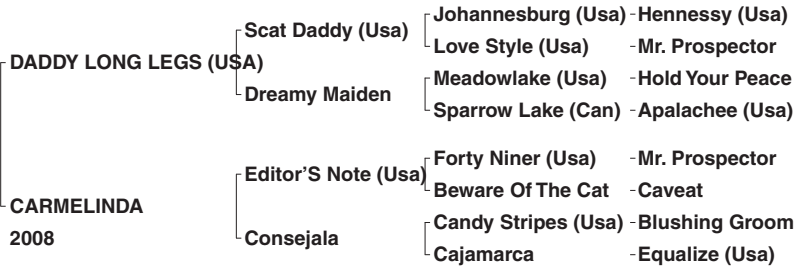 Johannesburg (Usa) - Hennessy (Usa)
Scat Daddy (Usa)
Love Style (Usa) - Mr. Prospector
DADDY LONG LEGS (USA)
Meadowlake (Usa) - Hold Your Peace
Dreamy Maiden
Sparrow Lake (Can) - Apalachee (Usa)
Forty Niner (Usa) - Mr. Prospector
Editor'S Note (Usa)
Beware Of The Cat - Caveat
CARMELINDA
Candy Stripes (Usa) - Blushing Groom
2008
Consejala
Cajamarca - Equalize (Usa)